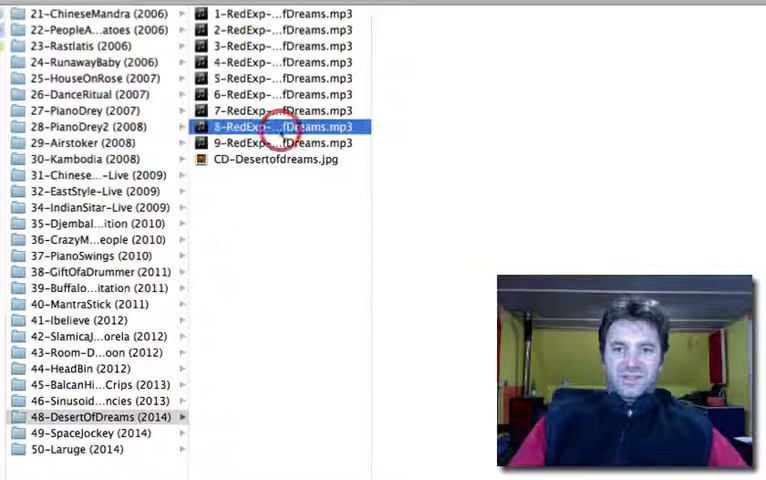 21-ChineseMandra (2006)
22-PeopleA...atoes (2006)
23-Rastlatis (2006)
24-RunawayBaby (2006)
25-HouseOnRose (2007)
26-DanceRitual (2007)
27-PianoDrey (2007)
28-PianoDrey2 (2008)
29-Airstoker (2008)
30-Kambodia (2008)
31-Chinese...-Live (2009)
32-EastStyle-Live (2009)
34-IndianSitar-Live (2009)
35-Djembal...ition (2010)
36-CrazyM...eople (2010)
37-PianoSwings (2010)
38-GiftOfaDrummer (2011)
39-Buffalo...itation (2011)
40-MantraStick (2011)
41-Ibelieve (2012)
42-SlamicaJ...orela (2012)
43-Room-D...oon (2012)
44-HeadBin (2012)
45-BalcanHi...Crips (2013)
46-Sinusoid...ncies (2013)
48-DesertOfDreams (2014)
49-SpaceJockey (2014)
50-Laruge (2014)
1-RedExp-...fDreams.mp3
2-RedExp-...fDreams.mp3
3-RedExp-...fDreams.mp3
4-RedExp-...fDreams.mp3
5-RedExp-...fDreams.mp3
6-RedExp-...fDreams.mp3
7-RedExp-...fDreams.mp3
8-RedExp-...fDreams.mp3
9-RedExp-...fDreams.mp3
CD-Desertofdreams.jpg